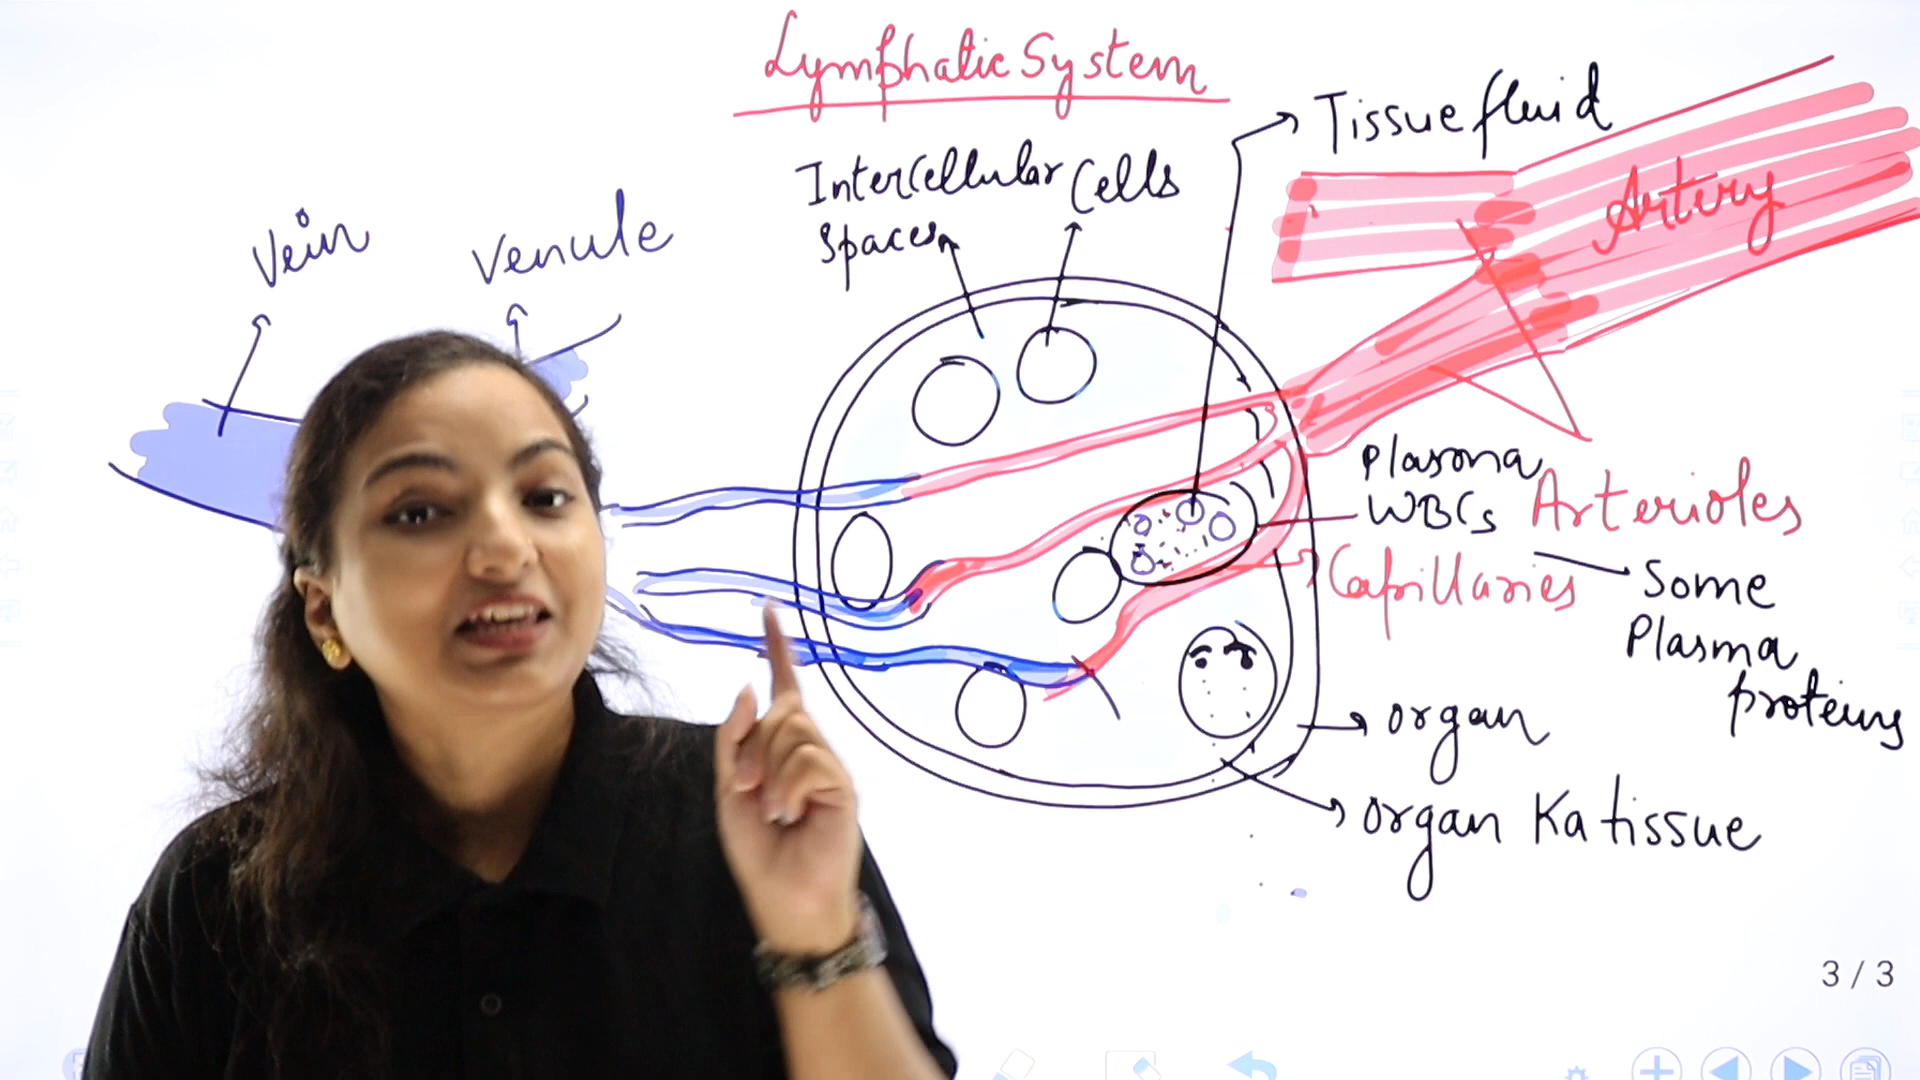 Lymphatic System
Tissue fluid
Intercellular
Spaces
Cells
Artery
Vein
Venule
Plasma
WBCs
Arterioles
Capillaries
Some
Plasma
proteins
organ
organ Ka tissue
3 / 3